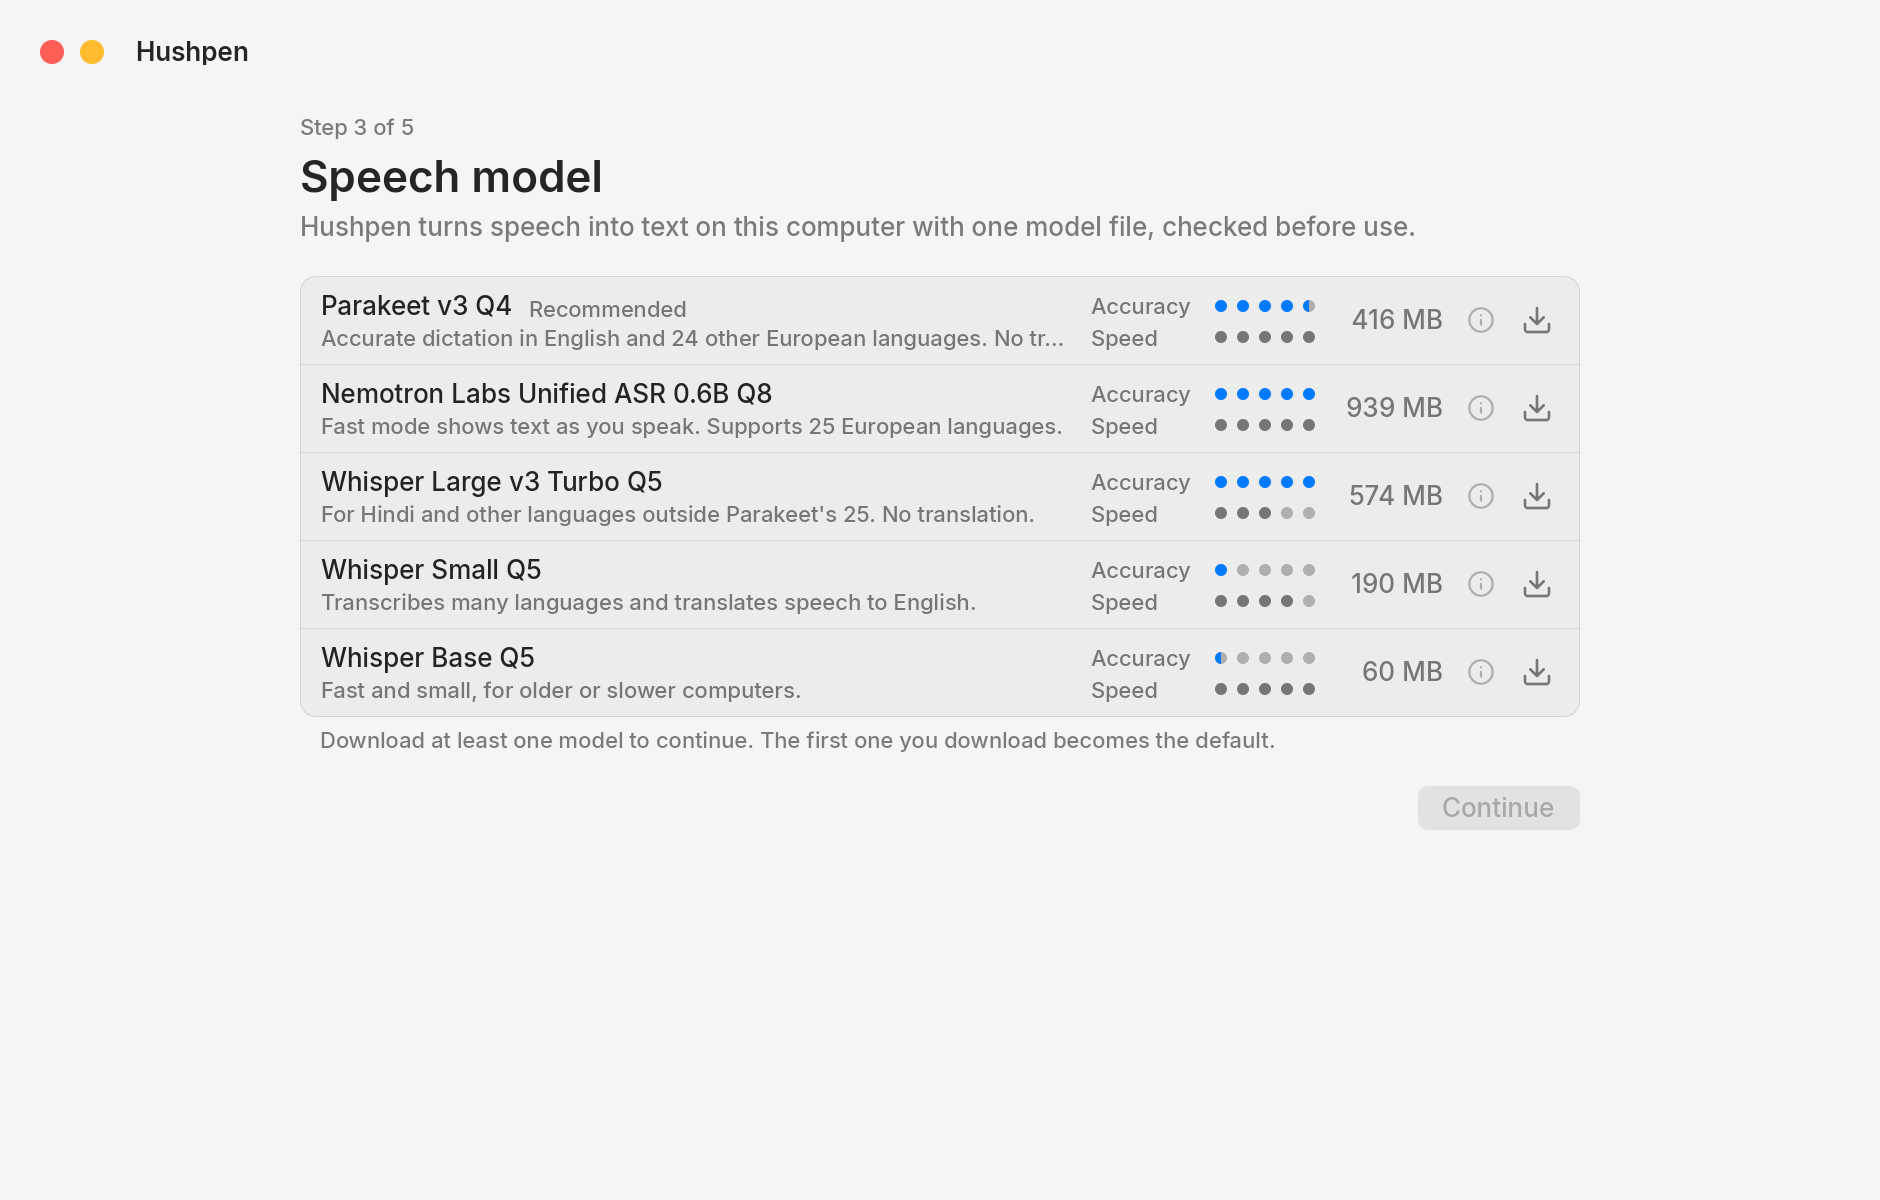 Hushpen
Step 3 of 5
Speech model
Hushpen turns speech into text on this computer with one model file, checked before use.
Parakeet v3 Q4 Recommended
Accurate dictation in English and 24 other European languages. No tr...
Accuracy
Speed
416 MB
Nemotron Labs Unified ASR 0.6B Q8
Fast mode shows text as you speak. Supports 25 European languages.
Accuracy
Speed
939 MB
Whisper Large v3 Turbo Q5
For Hindi and other languages outside Parakeet's 25. No translation.
Accuracy
Speed
574 MB
Whisper Small Q5
Transcribes many languages and translates speech to English.
Accuracy
Speed
190 MB
Whisper Base Q5
Fast and small, for older or slower computers.
Accuracy
Speed
60 MB
Download at least one model to continue. The first one you download becomes the default.
Continue